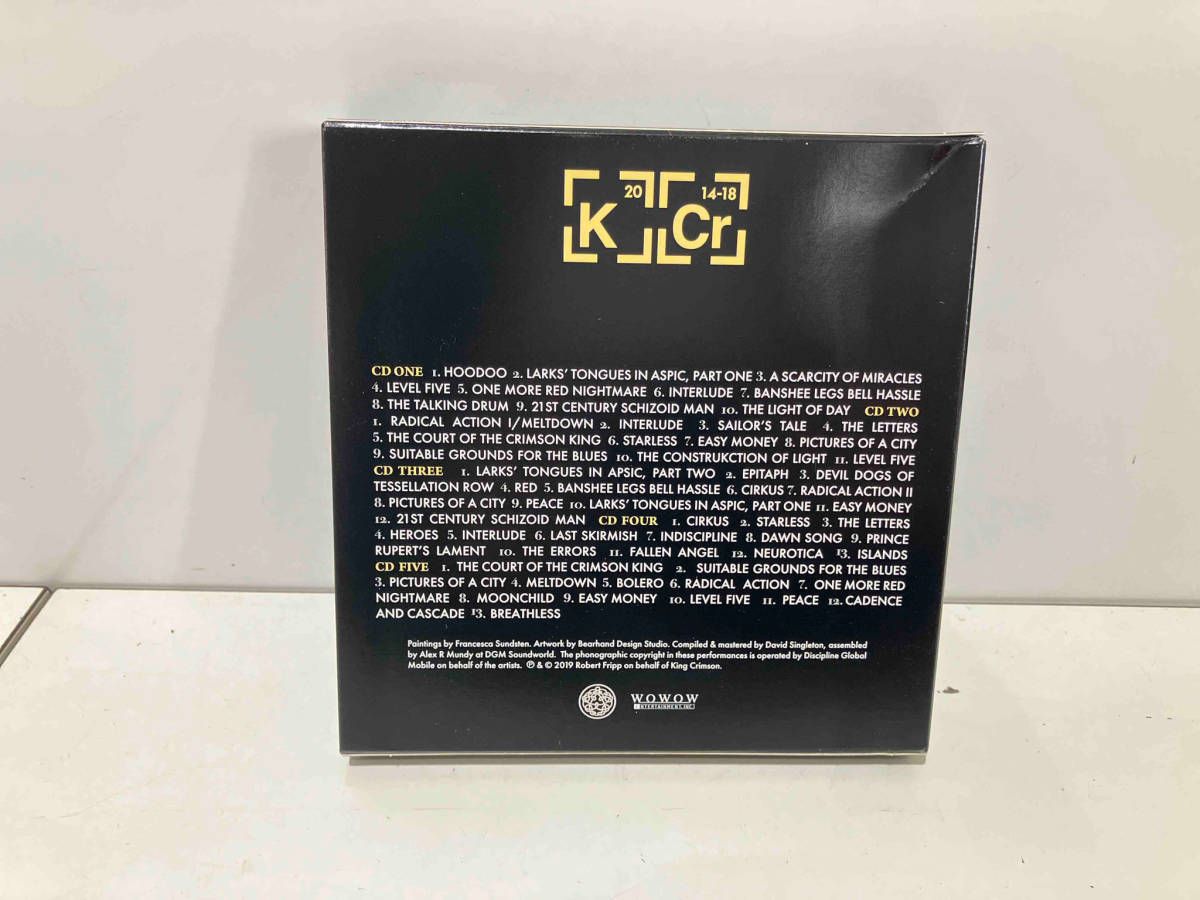 20 14-18
K Cr
CD ONE 1. HOODOO 2. LARKS' TONGUES IN ASPIC, PART ONE 3. A SCARCITY OF MIRACLES
4. LEVEL FIVE 5. ONE MORE RED NIGHTMARE 6. INTERLUDE 7. BANSHEE LEGS BELL HASSLE
8. THE TALKING DRUM 9. 21ST CENTURY SCHIZOID MAN 10. THE LIGHT OF DAY CD TWO
1. RADICAL ACTION I/MELTDOWN 2. INTERLUDE 3. SAILOR'S TALE 4. THE LETTERS
5. THE COURT OF THE CRIMSON KING 6. STARLESS 7. EASY MONEY 8. PICTURES OF A CITY
9. SUITABLE GROUNDS FOR THE BLUES 10. THE CONSTRUKCTION OF LIGHT 11. LEVEL FIVE
CD THREE 1. LARKS' TONGUES IN APSIC, PART TWO 2. EPITAPH 3. DEVIL DOGS OF
TESSELLATION ROW 4. RED 5. BANSHEE LEGS BELL HASSLE 6. CIRKUS 7. RADICAL ACTION II
8. PICTURES OF A CITY 9. PEACE 10. LARKS' TONGUES IN ASPIC, PART ONE 11. EASY MONEY
12. 21ST CENTURY SCHIZOID MAN CD FOUR 1. CIRKUS 2. STARLESS 3. THE LETTERS
4. HEROES 5. INTERLUDE 6. LAST SKIRMISH 7. INDISCIPLINE 8. DAWN SONG 9. PRINCE
RUPERT'S LAMENT 10. THE ERRORS 11. FALLEN ANGEL 12. NEUROTICA 13. ISLANDS
CD FIVE 1. THE COURT OF THE CRIMSON KING 2. SUITABLE GROUNDS FOR THE BLUES
3. PICTURES OF A CITY 4. MELTDOWN 5. BOLERO 6. RADICAL ACTION 7. ONE MORE RED
NIGHTMARE 8. MOONCHILD 9. EASY MONEY 10. LEVEL FIVE 11. PEACE 12. CADENCE
AND CASCADE 13. BREATHLESS
Paintings by Francesca Sundsten. Artwork by Bearhand Design Studio. Compiled & mastered by David Singleton, assembled
by Alex R Mundy at DGM Soundworld. The phonographic copyright in these performances is operated by Discipline Global
Mobile on behalf of the artists. ℗ & © 2019 Robert Fripp on behalf of King Crimson.
WOWOW
ENTERTAINMENT, INC